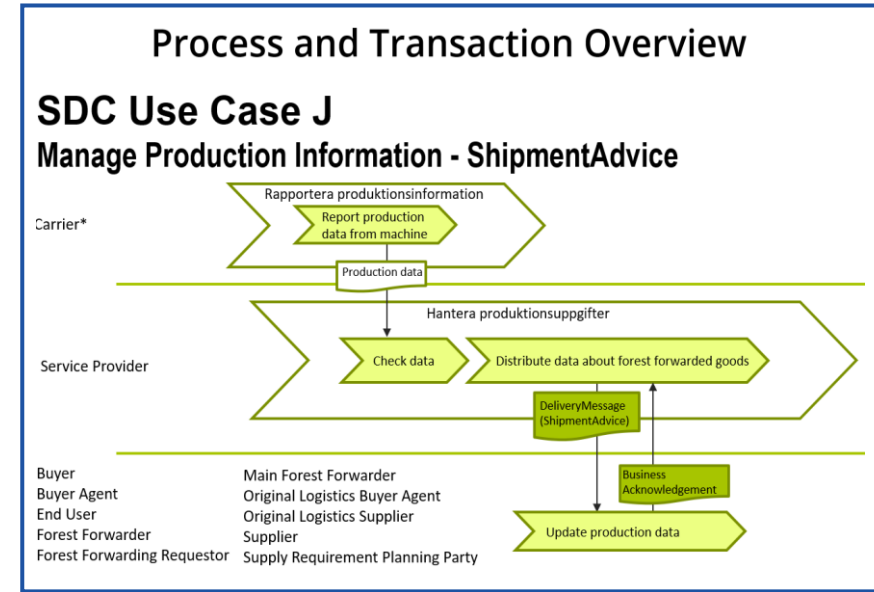 Process and Transaction Overview
SDC Use Case J
Manage Production Information - ShipmentAdvice
Rapportera produktionsinformation
Carrier*
Report production
data from machine
Production data
Hantera produktionsuppgifter
Service Provider
Check data
Distribute data about forest forwarded goods
DeliveryMessage
(ShipmentAdvice)
Buyer
Buyer Agent
End User
Forest Forwarder
Forest Forwarding Requestor
Main Forest Forwarder
Original Logistics Buyer Agent
Original Logistics Supplier
Supplier
Supply Requirement Planning Party
Business
Acknowledgement
Update production data